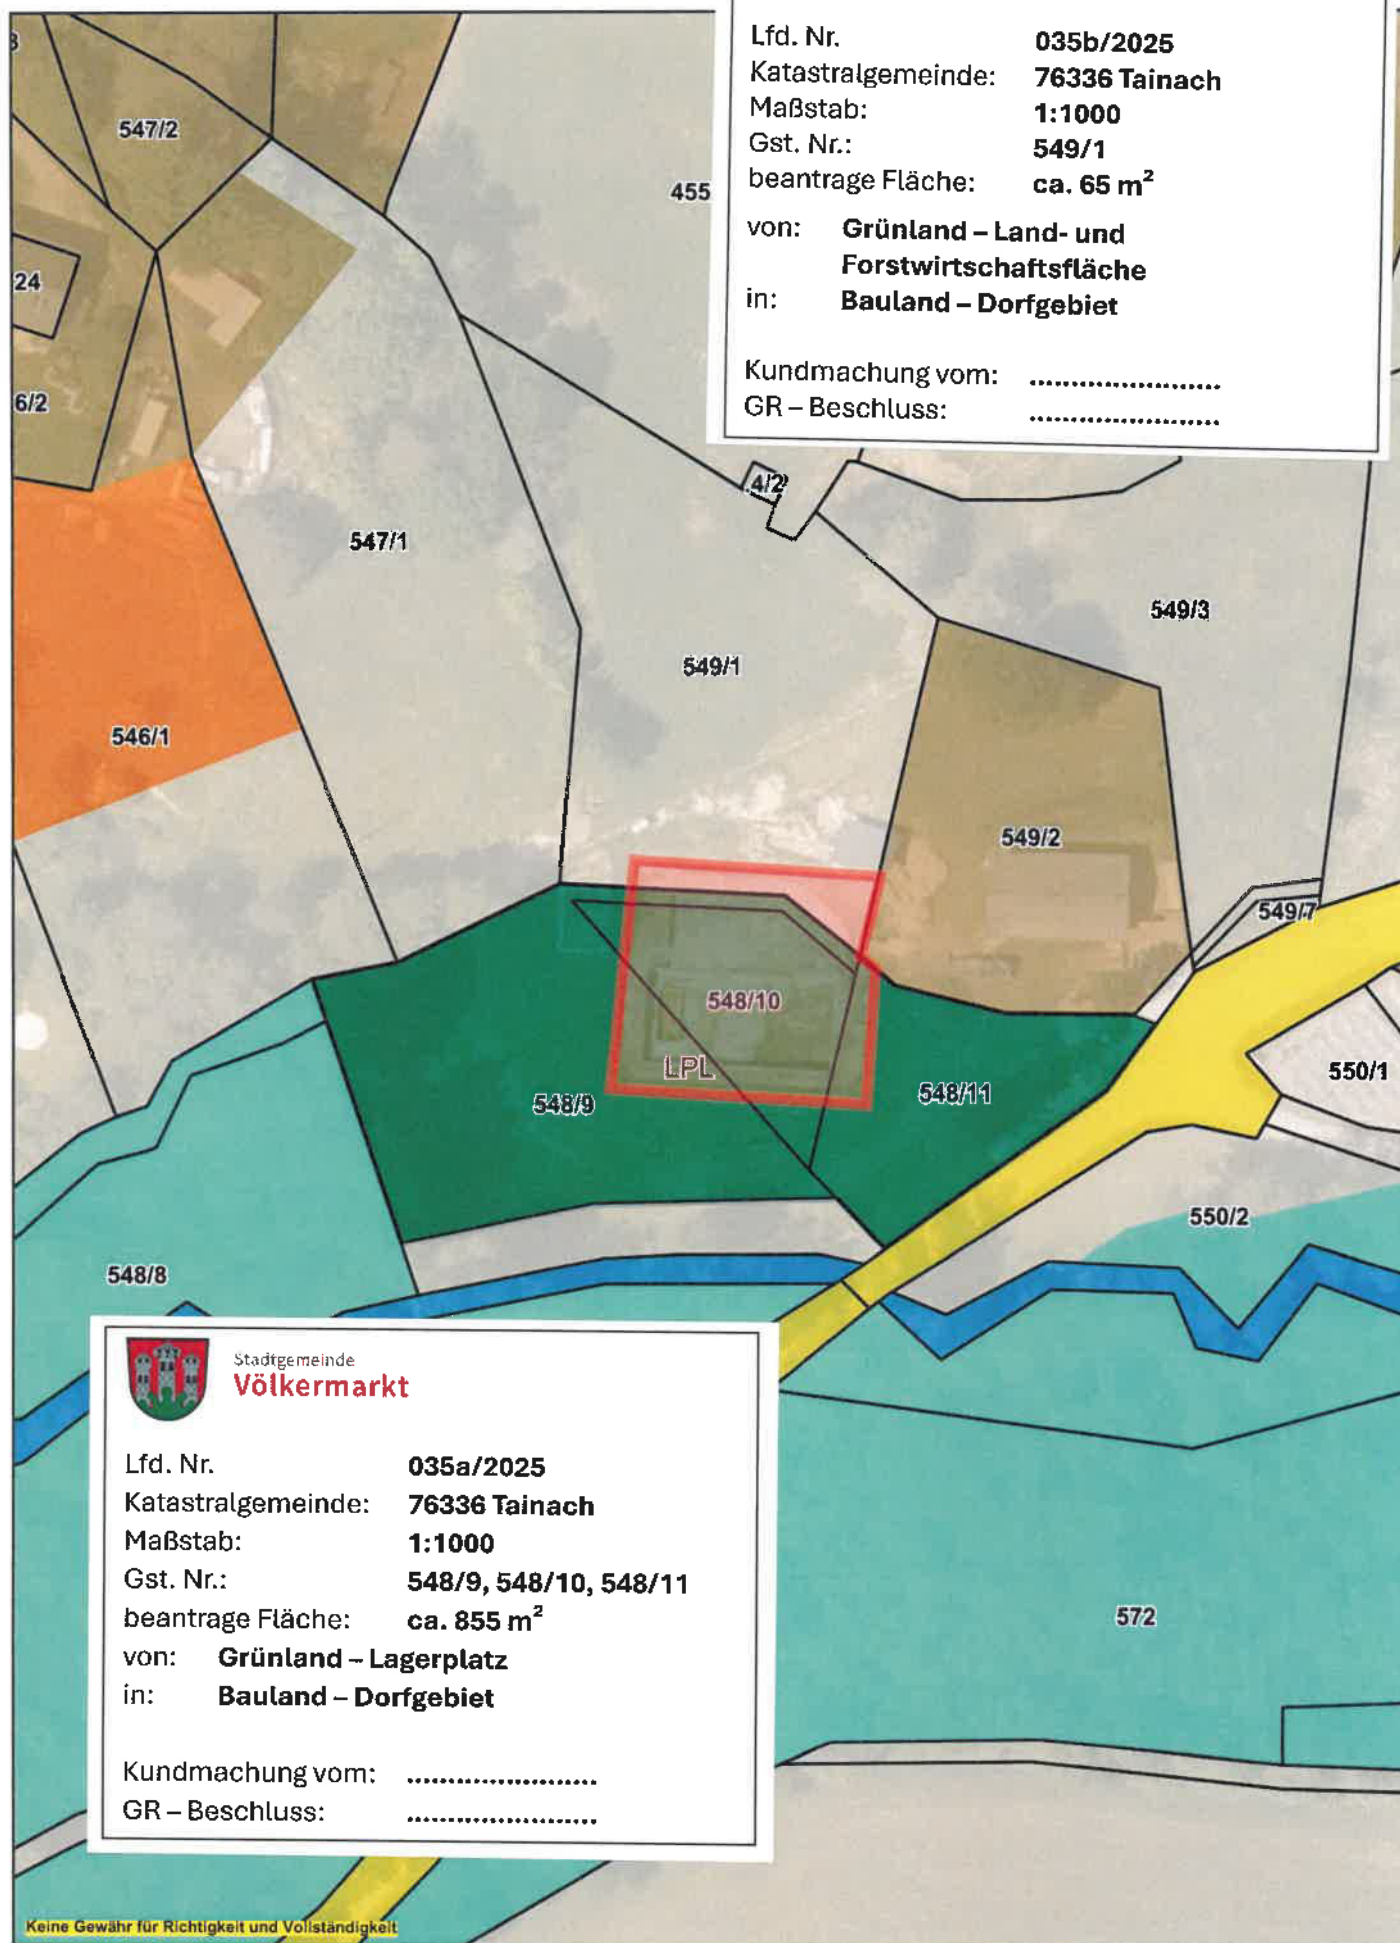 Lfd. Nr. 035b/2025
Katastralgemeinde: 76336 Tainach
Maßstab: 1:1000
Gst. Nr.: 549/1
beantrage Fläche: ca. 65 m²
von: Grünland – Land- und
Forstwirtschaftsfläche
in: Bauland – Dorfgebiet
Kundmachung vom: .......................
GR – Beschluss: .......................
547/2
455
24
6/2
.4/2
547/1
549/3
549/1
546/1
549/2
549/7
548/10
LPL
550/1
548/9
548/11
550/2
548/8
Stadtgemeinde
Völkermarkt
Lfd. Nr. 035a/2025
Katastralgemeinde: 76336 Tainach
Maßstab: 1:1000
Gst. Nr.: 548/9, 548/10, 548/11
beantrage Fläche: ca. 855 m²
von: Grünland – Lagerplatz
in: Bauland – Dorfgebiet
Kundmachung vom: .......................
GR – Beschluss: .......................
572
Keine Gewähr für Richtigkeit und Vollständigkeit